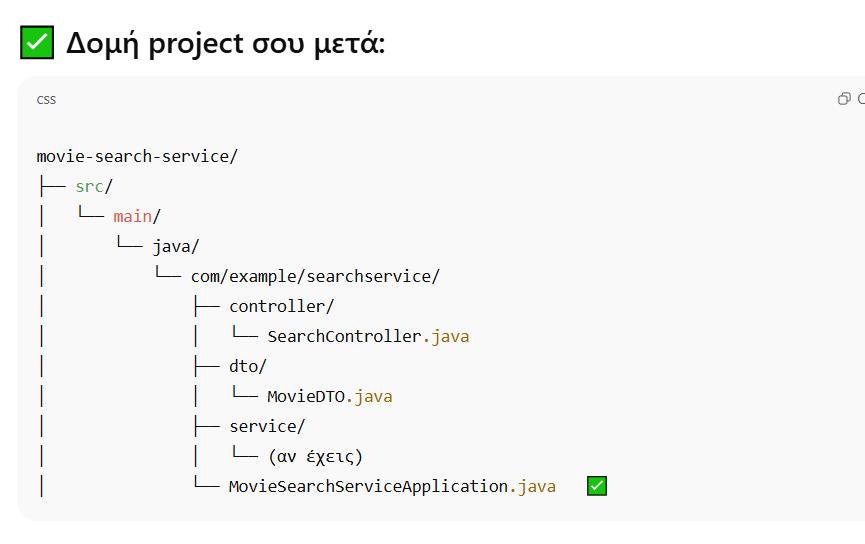 ✅ Δομή project σου μετά:
css
movie-search-service/
├── src/
│   └── main/
│       └── java/
│           └── com/example/searchservice/
│               ├── controller/
│               │   └── SearchController.java
│               ├── dto/
│               │   └── MovieDTO.java
│               ├── service/
│               │   └── (αν έχεις)
│               └── MovieSearchServiceApplication.java   ✅